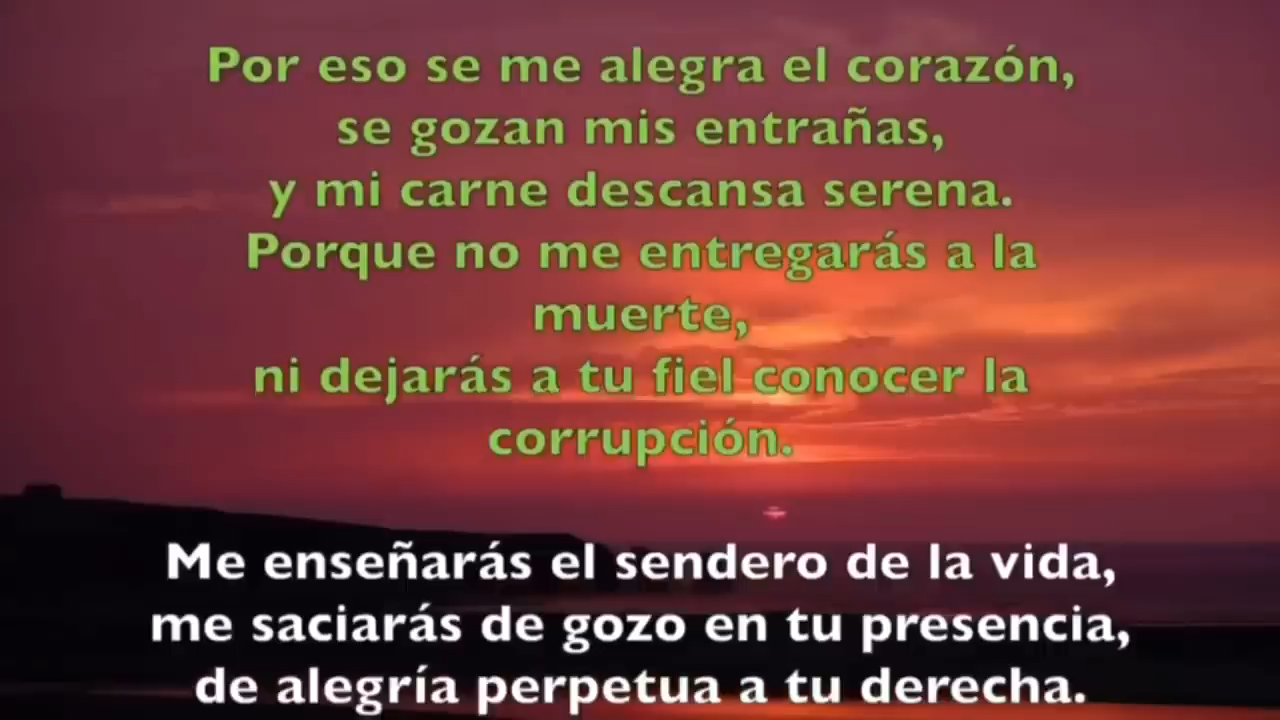 Por eso se me alegra el corazón,
se gozan mis entrañas,
y mi carne descansa serena.
Porque no me entregarás a la
muerte,
ni dejarás a tu fiel conocer la
corrupción.
Me enseñarás el sendero de la vida,
me saciarás de gozo en tu presencia,
de alegría perpetua a tu derecha.